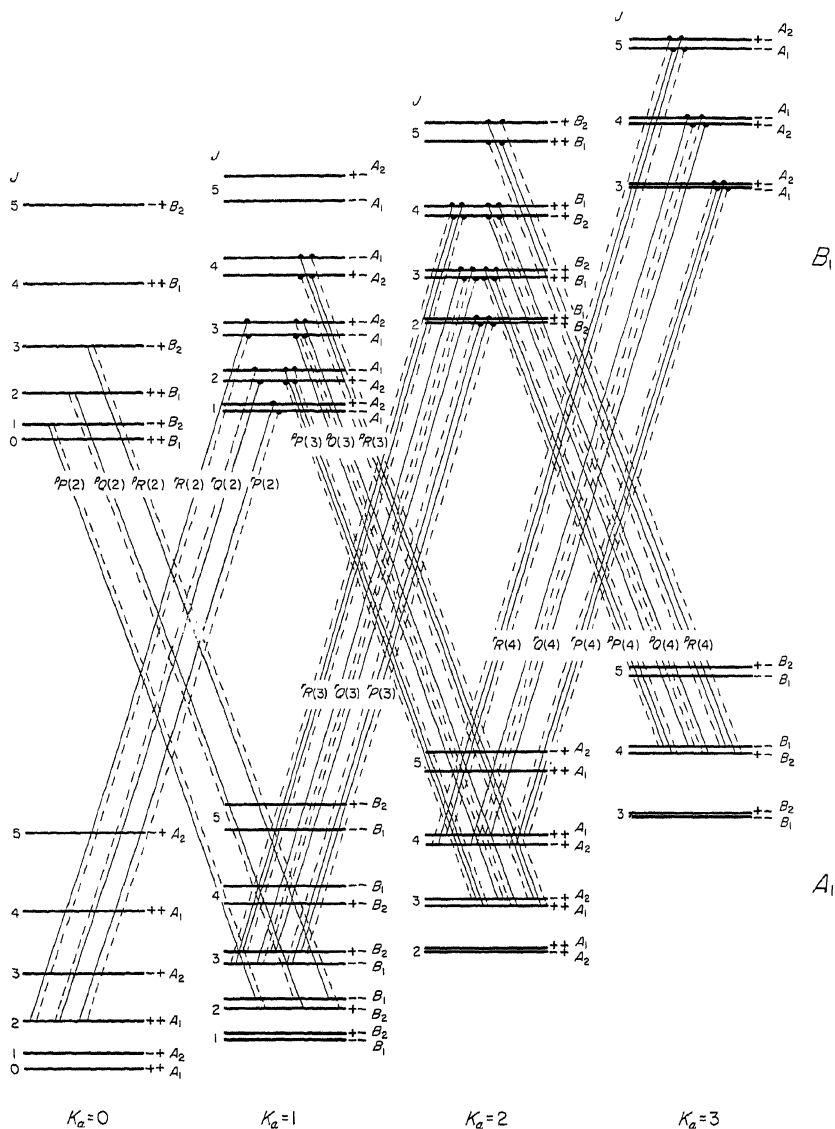 J
5 −+ B₂
4 ++ B₁
3 −+ B₂
2 ++ B₁
1 −+ B₂
0 ++ B₁
J
5 +− A₂
−− A₁
4 −− A₁
+− A₂
3 +− A₂
−− A₁
2 −− A₁
+− A₂
1 +− A₂
−− A₁
J
5 −+ B₂
++ B₁
4 ++ B₁
−+ B₂
3 −+ B₂
++ B₁
2 ++ B₁
−+ B₂
J
5 +− A₂
−− A₁
4 −− A₁
+− A₂
3 +− A₂
−− A₁
B₁
ᵖP(3) ᵖQ(3) ᵖR(3)
ᵖP(2) ᵖQ(2) ᵖR(2) ʳR(2) ʳQ(2) ʳP(2)
ʳR(4) ʳQ(4) ʳP(4) ᵖP(4) ᵖQ(4) ᵖR(4)
ʳR(3) ʳQ(3) ʳP(3)
5 −+ A₂
4 ++ A₁
3 −+ A₂
2 ++ A₁
1 −+ A₂
0 ++ A₁
5 +− B₂
−− B₁
4 −− B₁
+− B₂
3 +− B₂
−− B₁
2 −− B₁
+− B₂
1 +− B₂
−− B₁
5 −+ A₂
++ A₁
4 ++ A₁
−+ A₂
3 −+ A₂
++ A₁
2 ++ A₁
−+ A₂
5 +− B₂
−− B₁
4 −− B₁
+− B₂
3 +− B₂
−− B₁
A₁
Kₐ=0 Kₐ=1 Kₐ=2 Kₐ=3